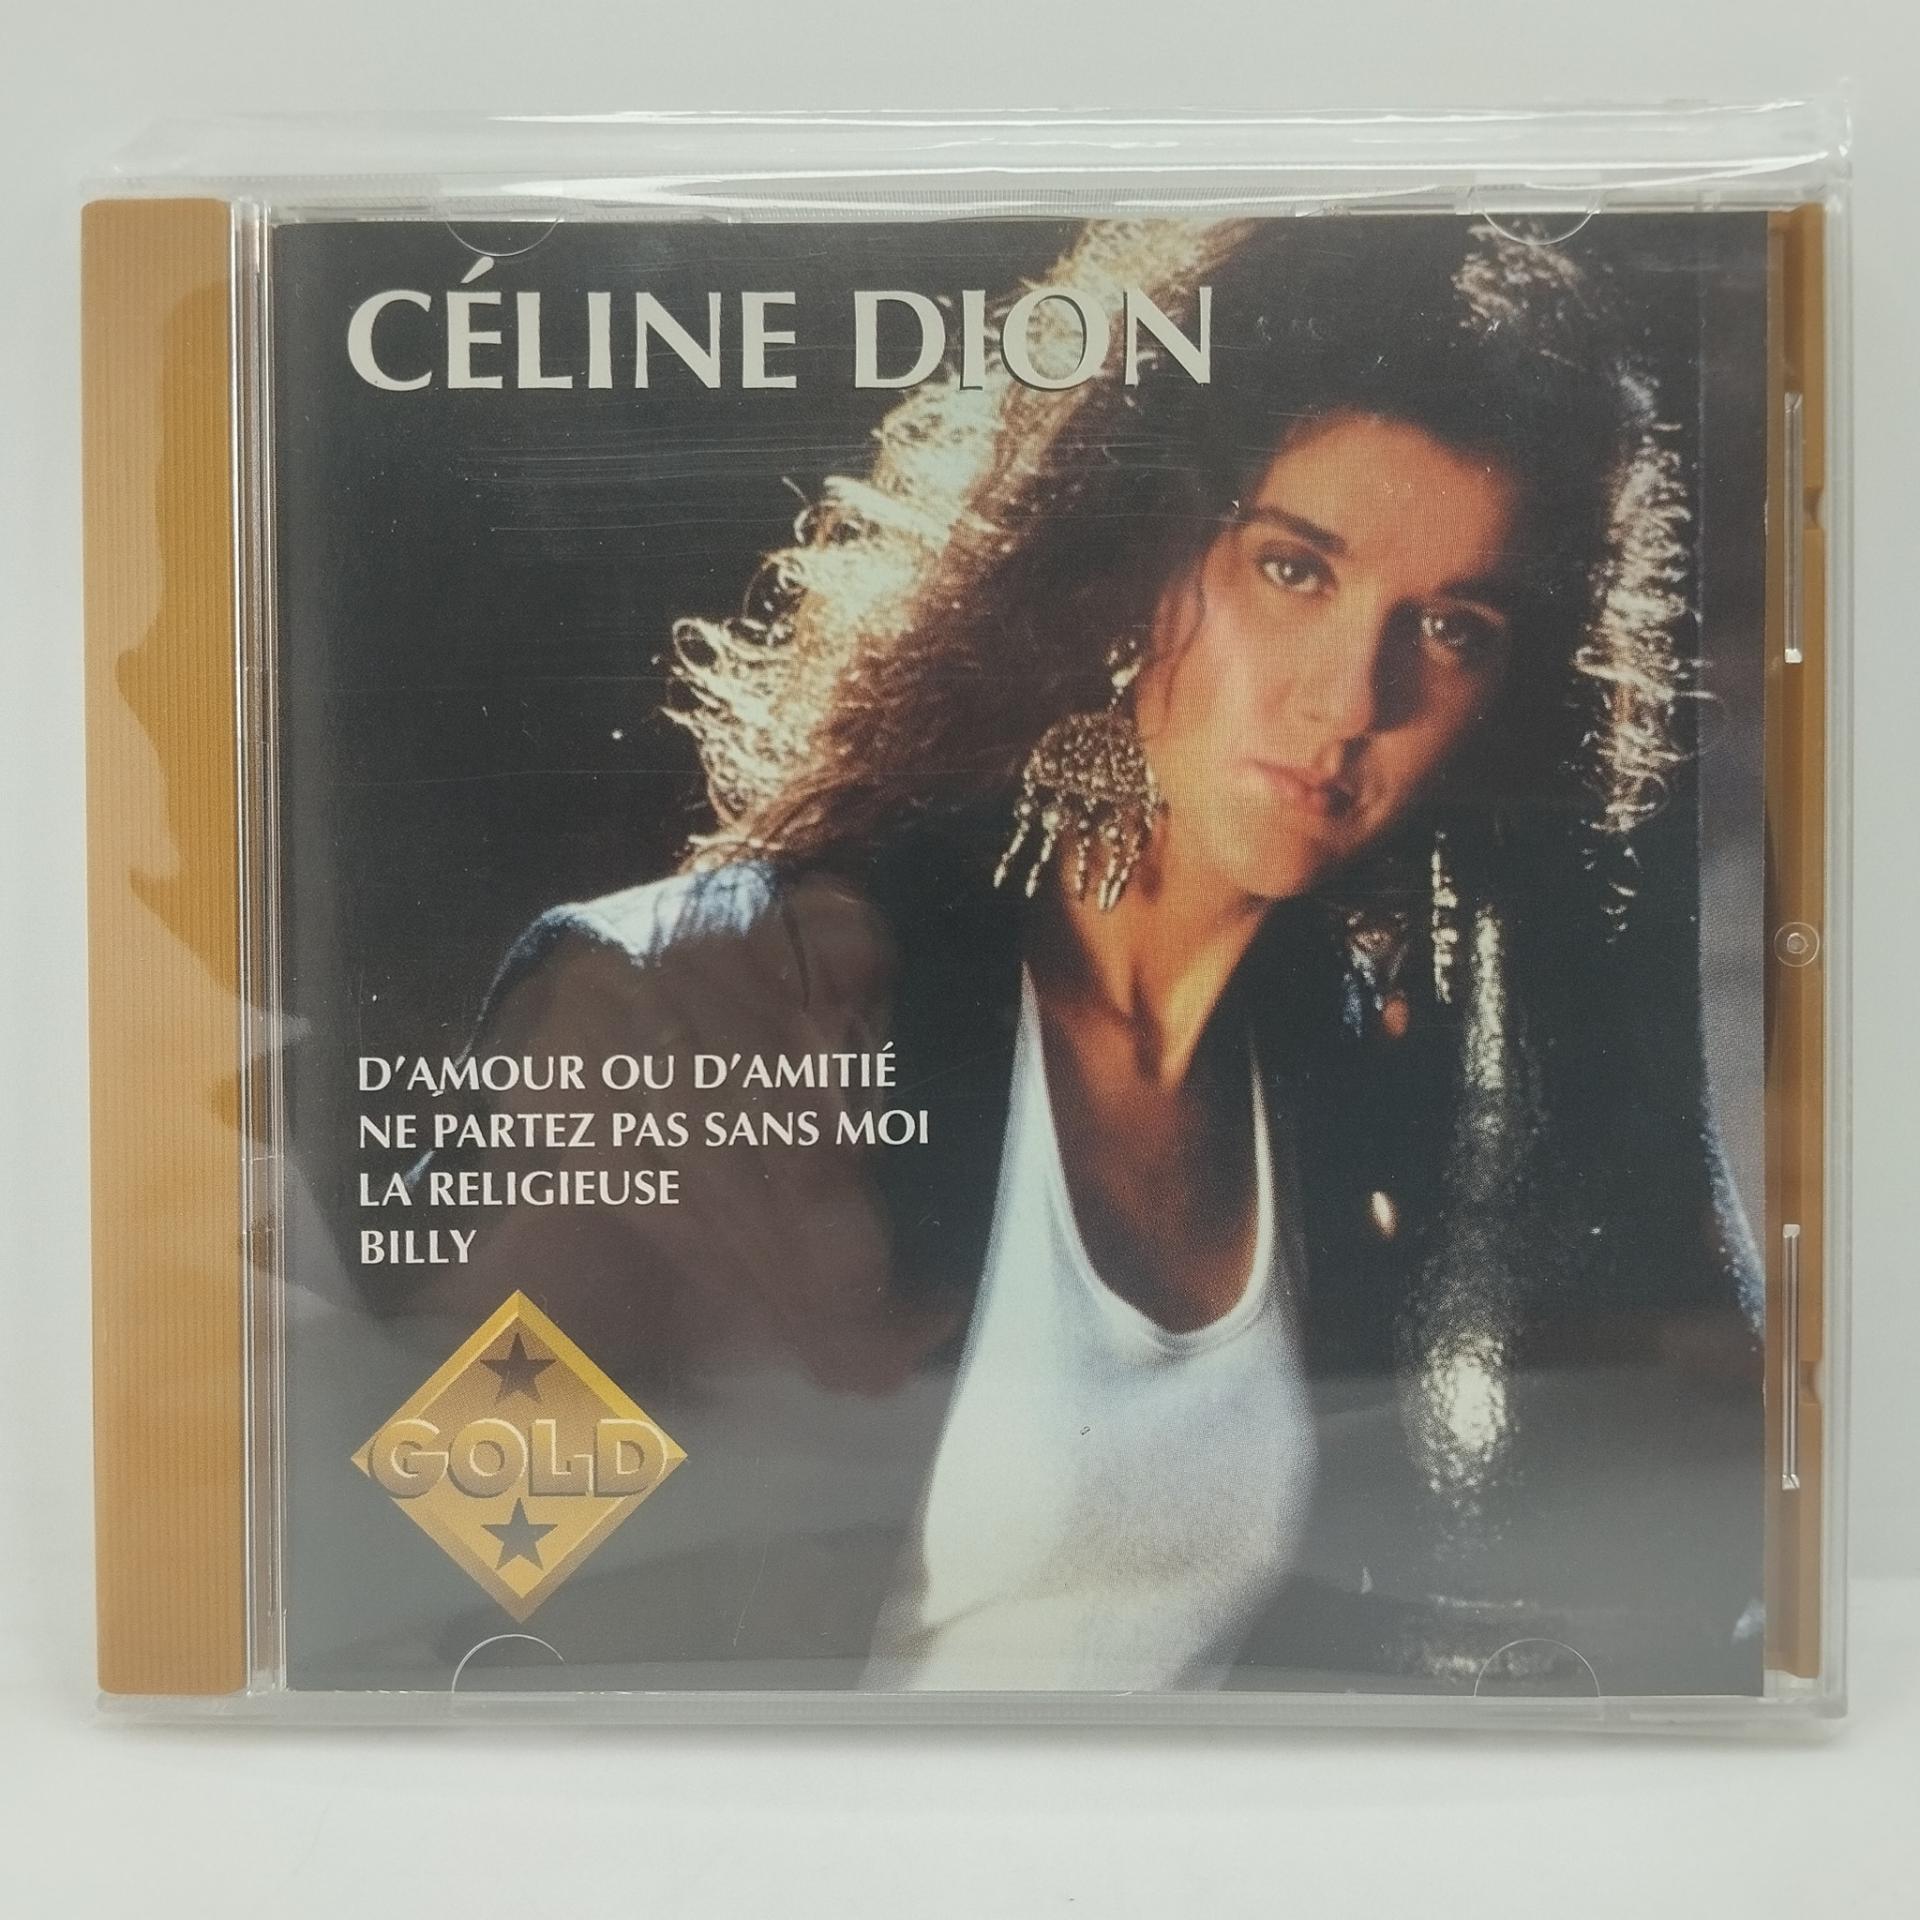 CÉLINE DION
D'AMOUR OU D'AMITIÉ
NE PARTEZ PAS SANS MOI
LA RELIGIEUSE
BILLY
GOLD